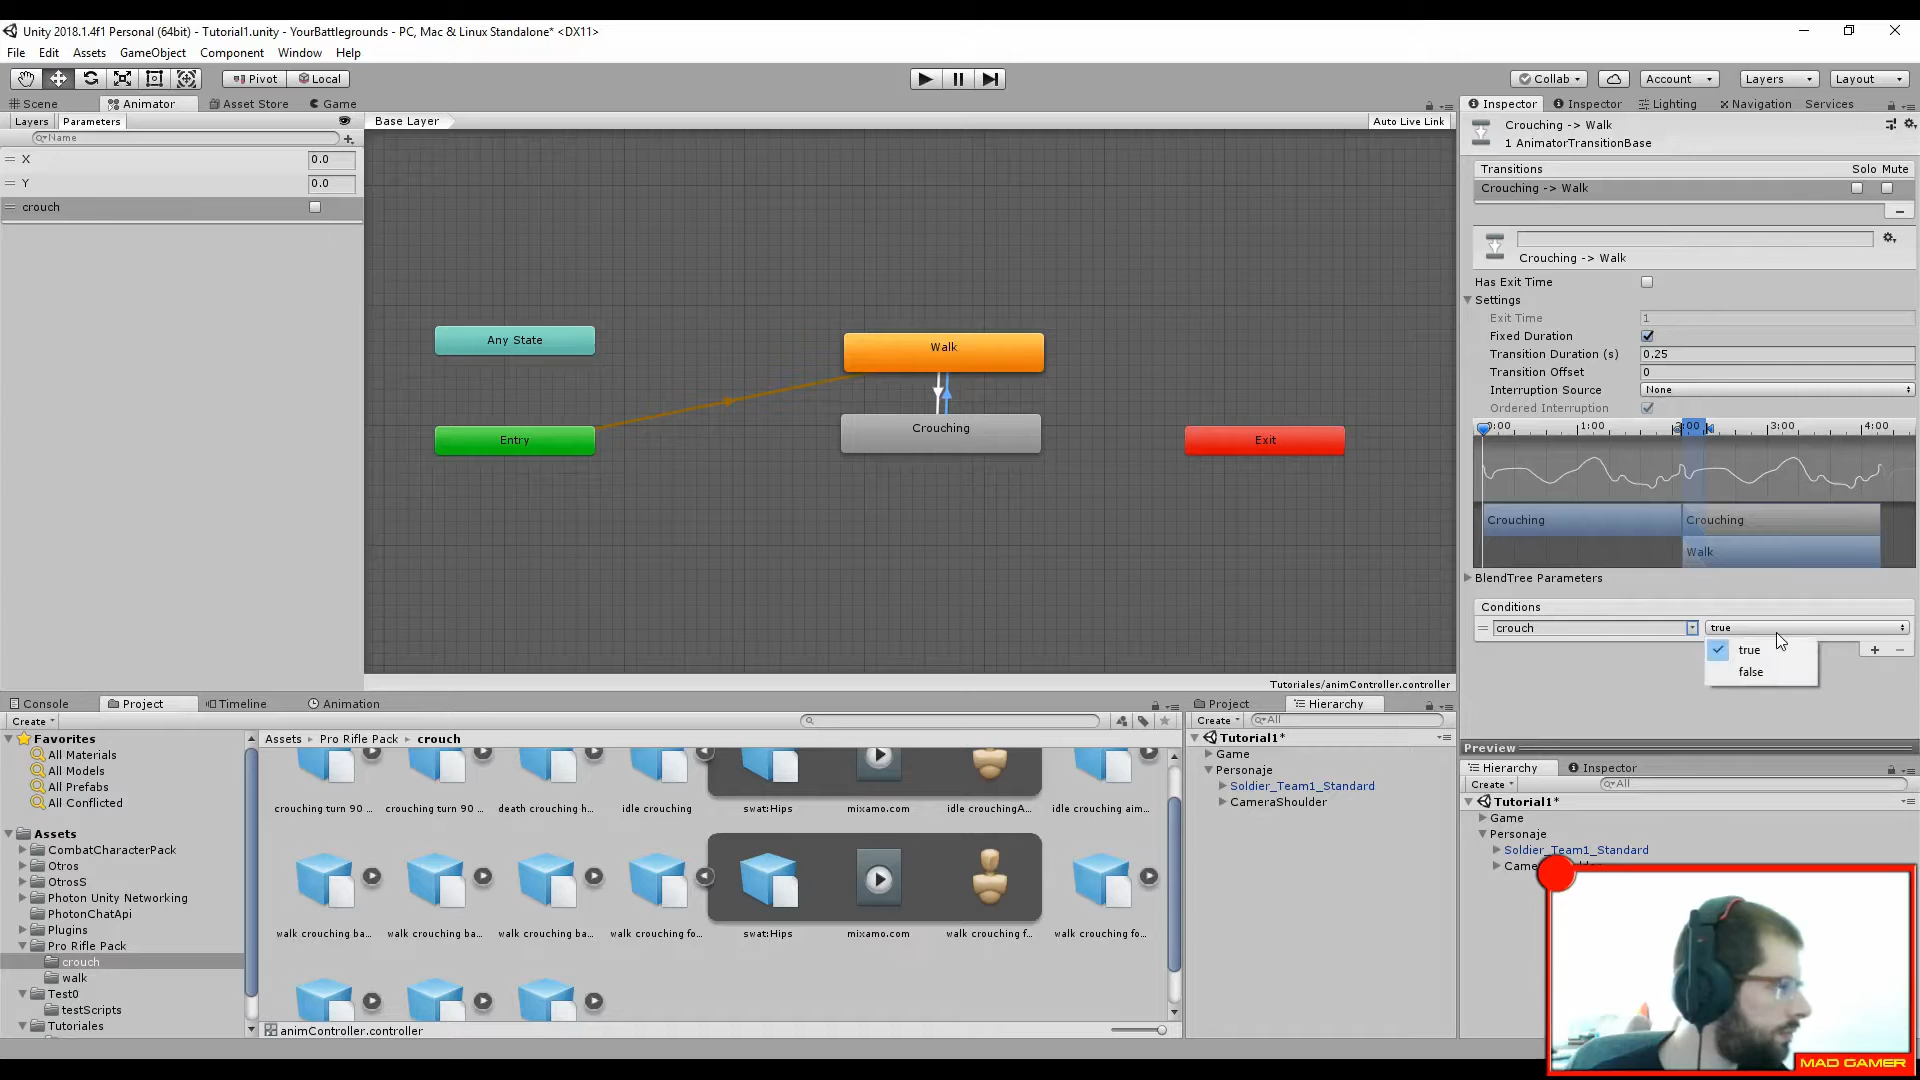 Unity 2018.1.4f1 Personal (64bit) - Tutorial1.unity - YourBattlegrounds - PC, Mac & Linux Standalone* <DX11>
File Edit Assets GameObject Component Window Help
Pivot Local Collab Account Layers Layout
Scene Animator Asset Store Game
Inspector Inspector Lighting Navigation Services
Layers Parameters
Base Layer Auto Live Link
Name
X 0.0
Y 0.0
crouch
Any State
Walk
Entry
Crouching
Exit
Tutoriales/animController.controller
Crouching -> Walk
1 AnimatorTransitionBase
Transitions Solo Mute
Crouching -> Walk
Crouching -> Walk
Has Exit Time
Settings
Exit Time 1
Fixed Duration
Transition Duration (s) 0.25
Transition Offset 0
Interruption Source None
Ordered Interruption
1:00 3:00 4:00
Crouching Crouching
Walk
BlendTree Parameters
Conditions
crouch true
true
false
Preview
Console Project Timeline Animation
Create
Favorites
All Materials
All Models
All Prefabs
All Conflicted
Assets
CombatCharacterPack
Otros
OtrosS
Photon Unity Networking
PhotonChatApi
Plugins
Pro Rifle Pack
crouch
walk
Test0
testScripts
Tutoriales
Assets Pro Rifle Pack crouch
crouching turn 90 ... crouching turn 90 ... death crouching h... idle crouching swat:Hips mixamo.com idle crouchingA... idle crouching aim...
walk crouching ba... walk crouching ba... walk crouching ba... walk crouching fo... swat:Hips mixamo.com walk crouching f... walk crouching fo...
animController.controller
Project Hierarchy
Create All
Tutorial1*
Game
Personaje
Soldier_Team1_Standard
CameraShoulder
Hierarchy Inspector
Create All
Tutorial1*
Game
Personaje
Soldier_Team1_Standard
MAD GAMER